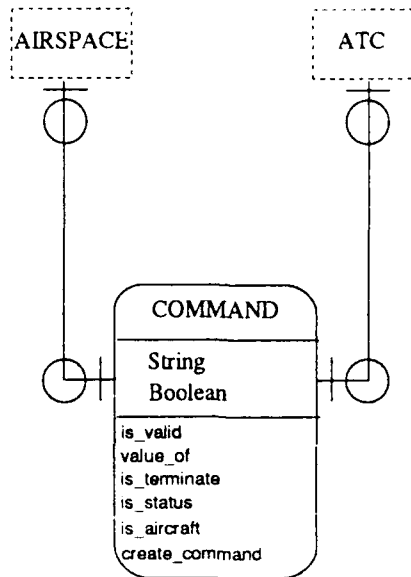 AIRSPACE
ATC
COMMAND
String
Boolean
is_valid
value_of
is_terminate
is_status
is_aircraft
create_command